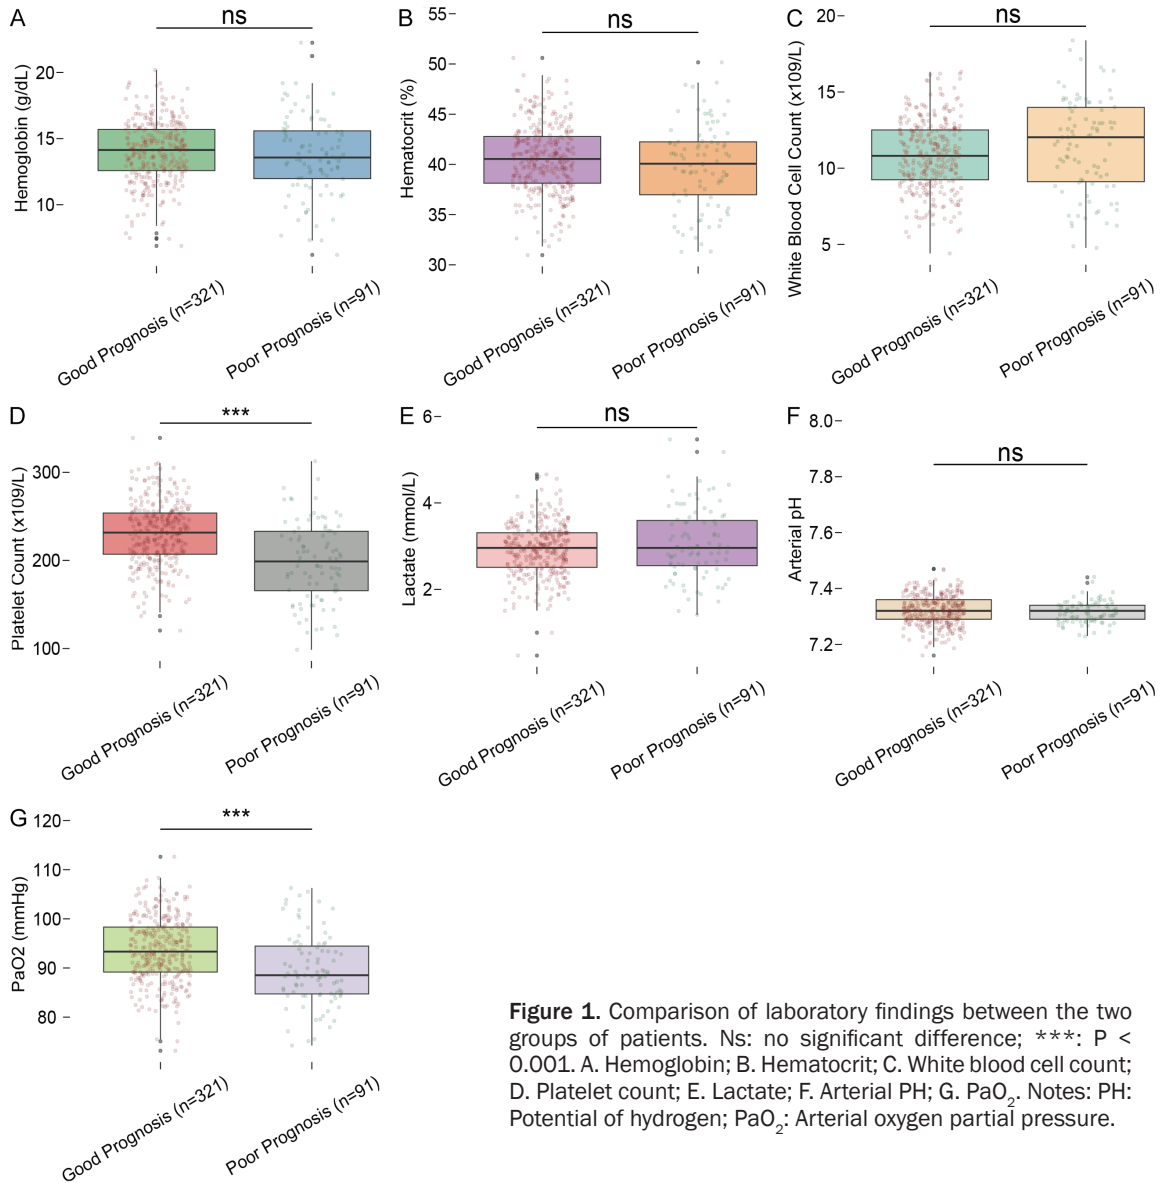 A
ns
Hemoglobin (g/dL)
20
15
10
Good Prognosis (n=321)
Poor Prognosis (n=91)
B
ns
Hematocrit (%)
55
50
45
40
35
30
Good Prognosis (n=321)
Poor Prognosis (n=91)
C
ns
White Blood Cell Count (x109/L)
20
15
10
5
Good Prognosis (n=321)
Poor Prognosis (n=91)
D
***
Platelet Count (x109/L)
300
200
100
Good Prognosis (n=321)
Poor Prognosis (n=91)
E
ns
Lactate (mmol/L)
6
4
2
Good Prognosis (n=321)
Poor Prognosis (n=91)
F
ns
Arterial pH
8.0
7.8
7.6
7.4
7.2
Good Prognosis (n=321)
Poor Prognosis (n=91)
G
***
PaO2 (mmHg)
120
110
100
90
80
Good Prognosis (n=321)
Poor Prognosis (n=91)
Figure 1. Comparison of laboratory findings between the two
groups of patients. Ns: no significant difference; ***: P <
0.001. A. Hemoglobin; B. Hematocrit; C. White blood cell count;
D. Platelet count; E. Lactate; F. Arterial PH; G. PaO₂. Notes: PH:
Potential of hydrogen; PaO₂: Arterial oxygen partial pressure.